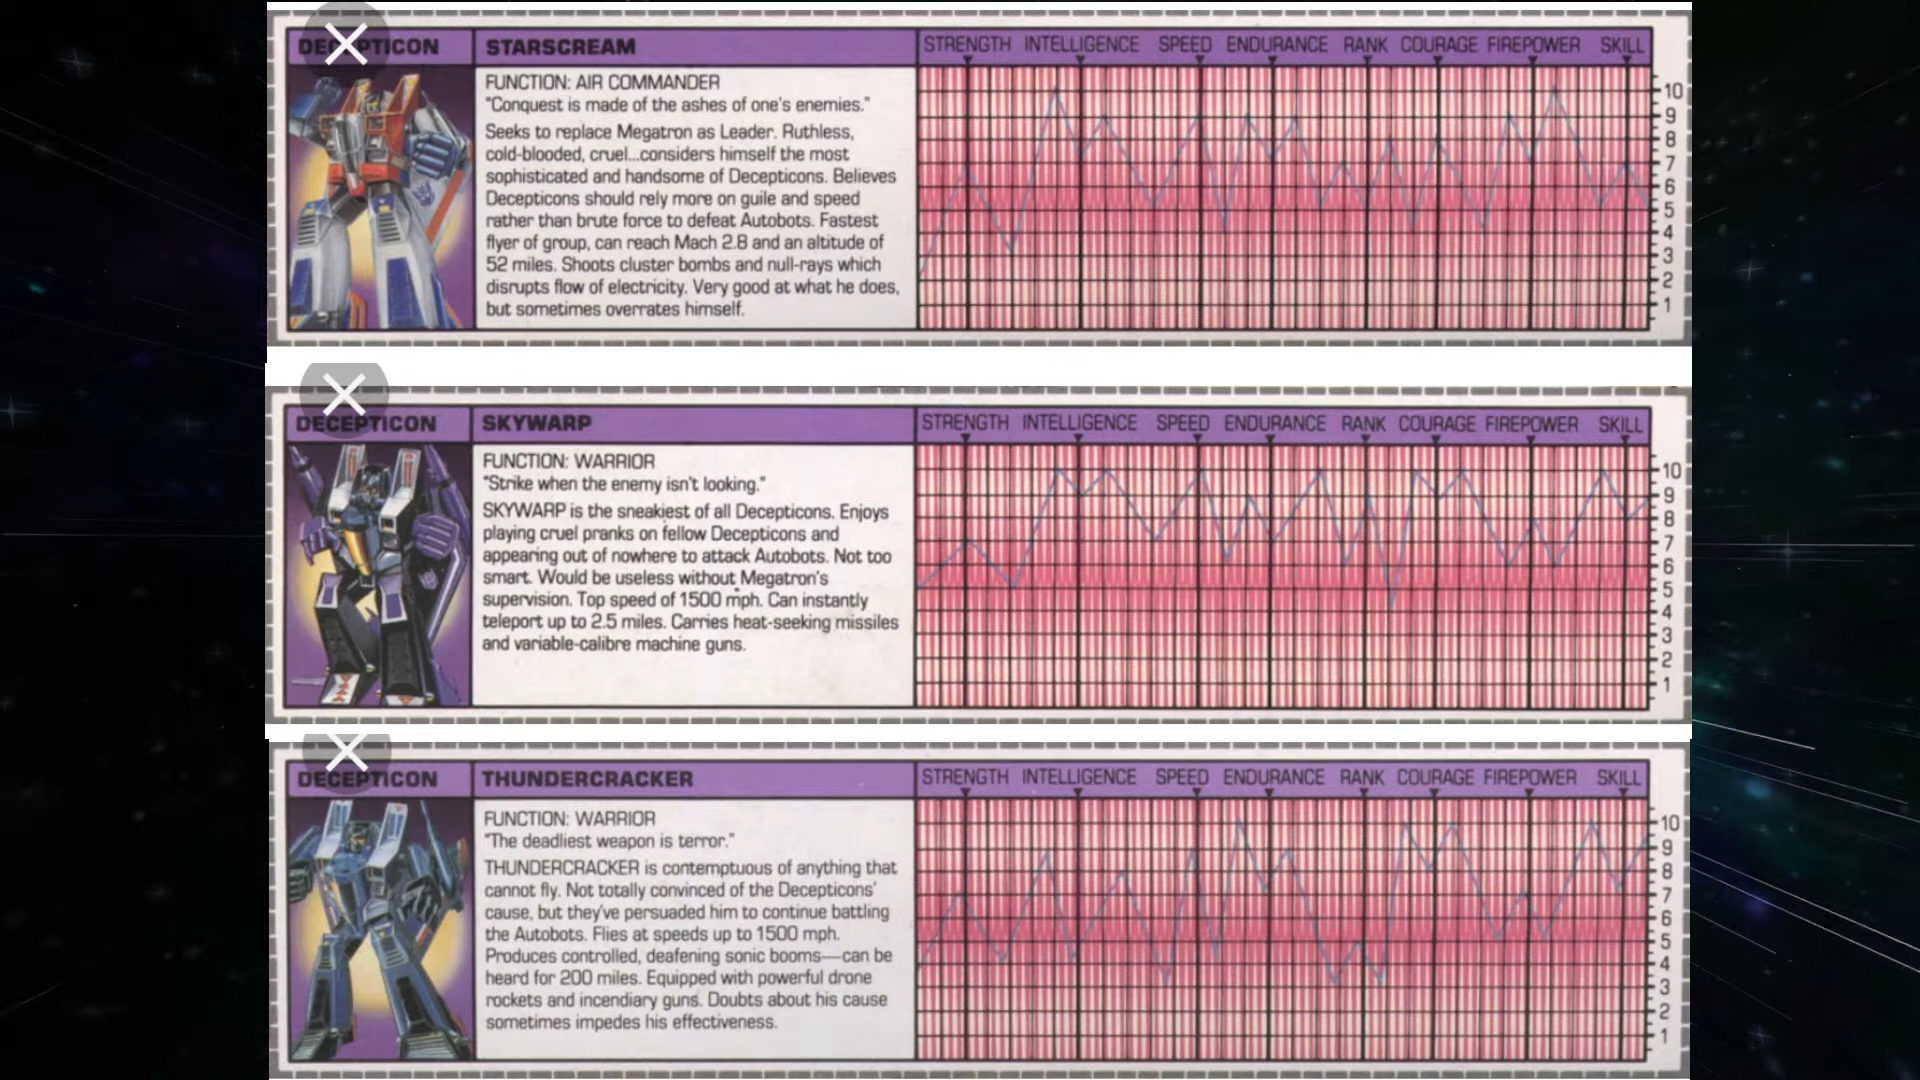 DECEPTICON STARSCREAM STRENGTH INTELLIGENCE SPEED ENDURANCE RANK COURAGE FIREPOWER SKILL
FUNCTION: AIR COMMANDER
"Conquest is made of the ashes of one's enemies."
Seeks to replace Megatron as Leader. Ruthless,
cold-blooded, cruel...considers himself the most
sophisticated and handsome of Decepticons. Believes
Decepticons should rely more on guile and speed
rather than brute force to defeat Autobots. Fastest
flyer of group, can reach Mach 2.8 and an altitude of
52 miles. Shoots cluster bombs and null-rays which
disrupts flow of electricity. Very good at what he does,
but sometimes overrates himself.
10
9
8
7
6
5
4
3
2
1
DECEPTICON SKYWARP STRENGTH INTELLIGENCE SPEED ENDURANCE RANK COURAGE FIREPOWER SKILL
FUNCTION: WARRIOR
"Strike when the enemy isn't looking."
SKYWARP is the sneakiest of all Decepticons. Enjoys
playing cruel pranks on fellow Decepticons and
appearing out of nowhere to attack Autobots. Not too
smart. Would be useless without Megatron's
supervision. Top speed of 1500 mph. Can instantly
teleport up to 2.5 miles. Carries heat-seeking missiles
and variable-calibre machine guns.
10
9
8
7
6
5
4
3
2
1
DECEPTICON THUNDERCRACKER STRENGTH INTELLIGENCE SPEED ENDURANCE RANK COURAGE FIREPOWER SKILL
FUNCTION: WARRIOR
"The deadliest weapon is terror."
THUNDERCRACKER is contemptuous of anything that
cannot fly. Not totally convinced of the Decepticons'
cause, but they've persuaded him to continue battling
the Autobots. Flies at speeds up to 1500 mph.
Produces controlled, deafening sonic booms—can be
heard for 200 miles. Equipped with powerful drone
rockets and incendiary guns. Doubts about his cause
sometimes impedes his effectiveness.
10
9
8
7
6
5
4
3
2
1